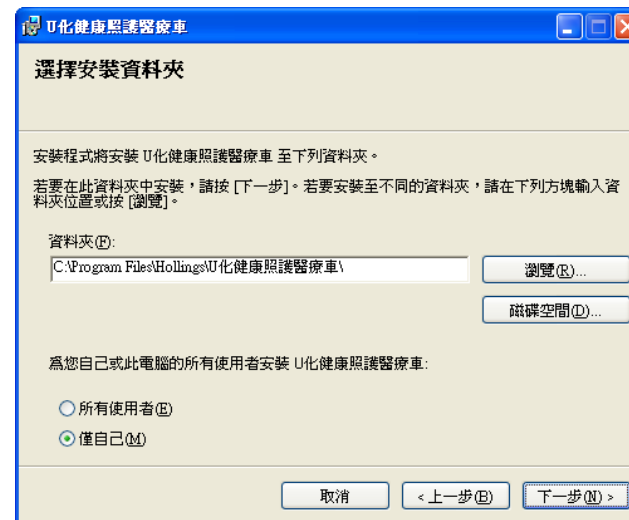 U化健康照護醫療車
選擇安裝資料夾
安裝程式將安裝 U化健康照護醫療車 至下列資料夾。
若要在此資料夾中安裝，請按 [下一步]。若要安裝至不同的資料夾，請在下列方塊輸入資
料夾位置或按 [瀏覽]。
資料夾(F):
C:\Program Files\Hollings\U化健康照護醫療車\
瀏覽(R)...
磁碟空間(D)...
為您自己或此電腦的所有使用者安裝 U化健康照護醫療車:
所有使用者(E)
僅自己(M)
取消
<上一步(B)
下一步(N) >